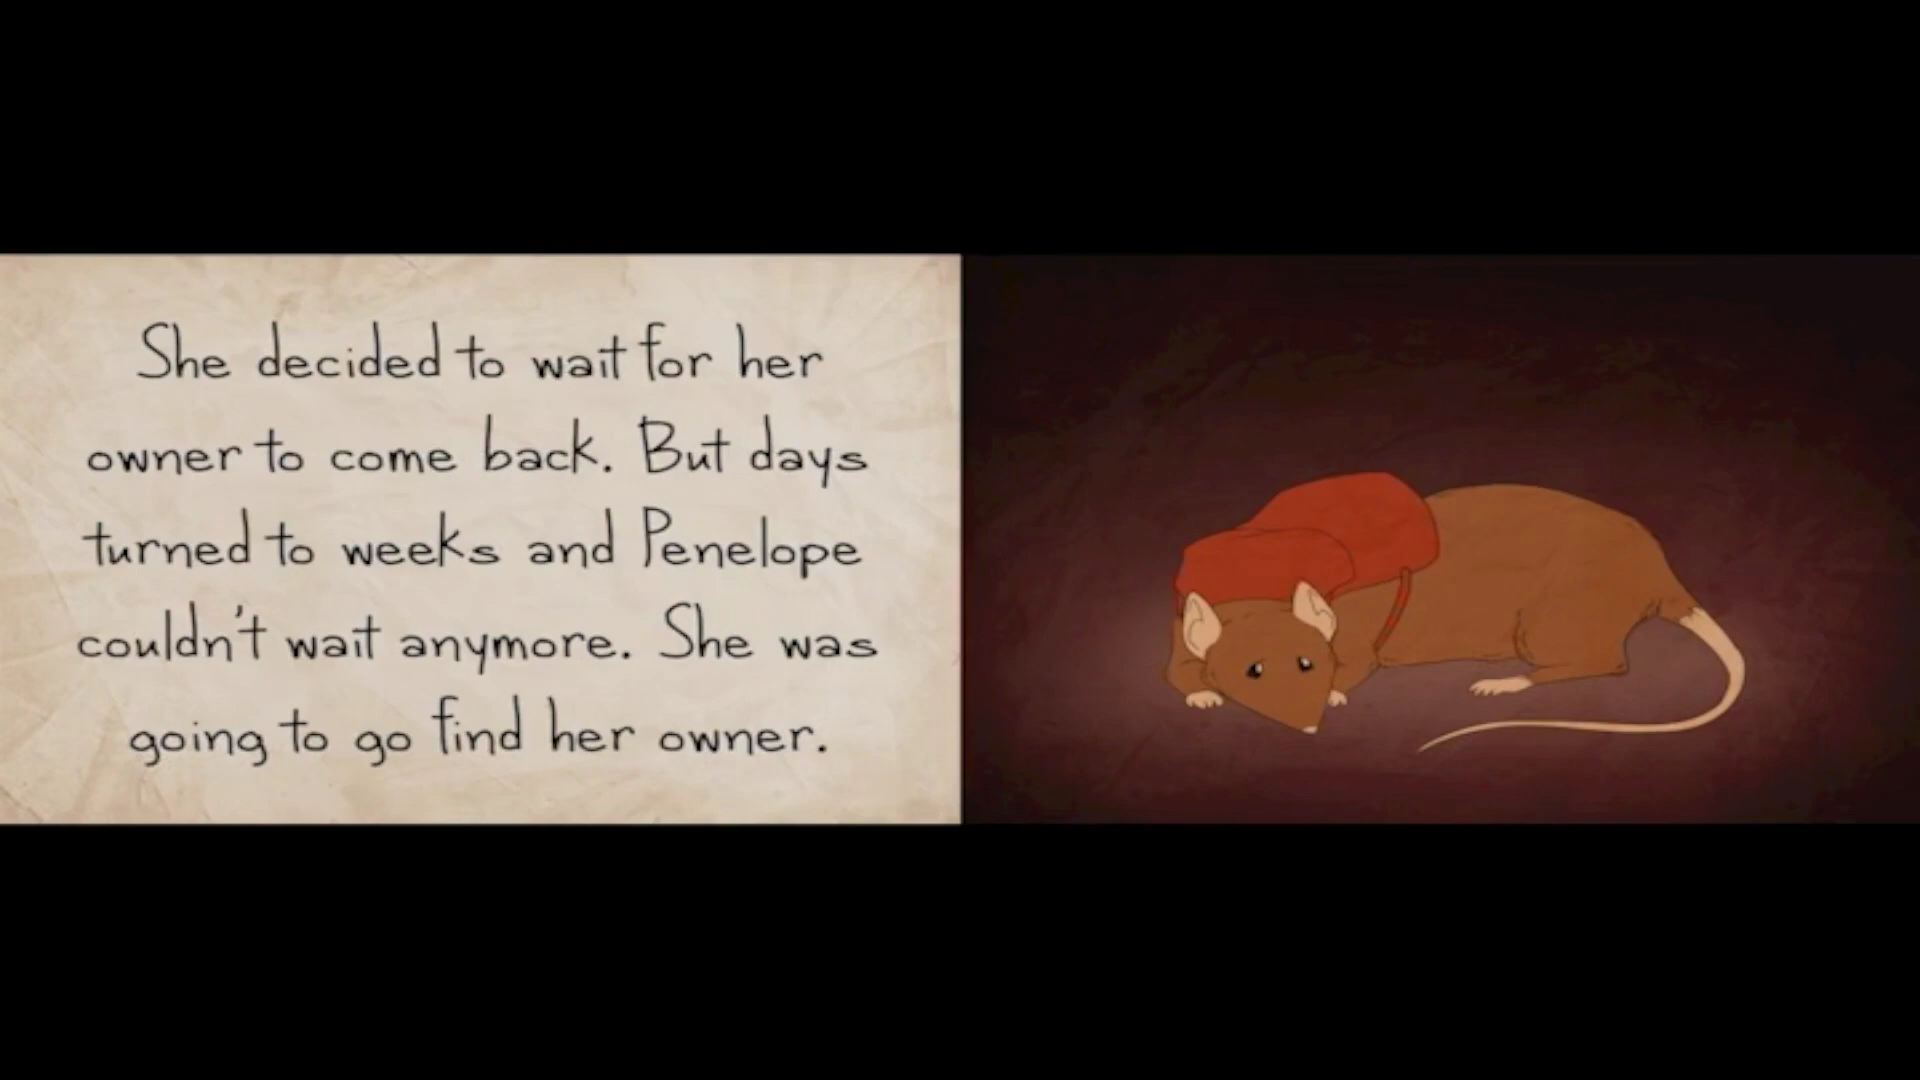 She decided to wait for her
owner to come back. But days
turned to weeks and Penelope
couldn't wait anymore. She was
going to go find her owner.